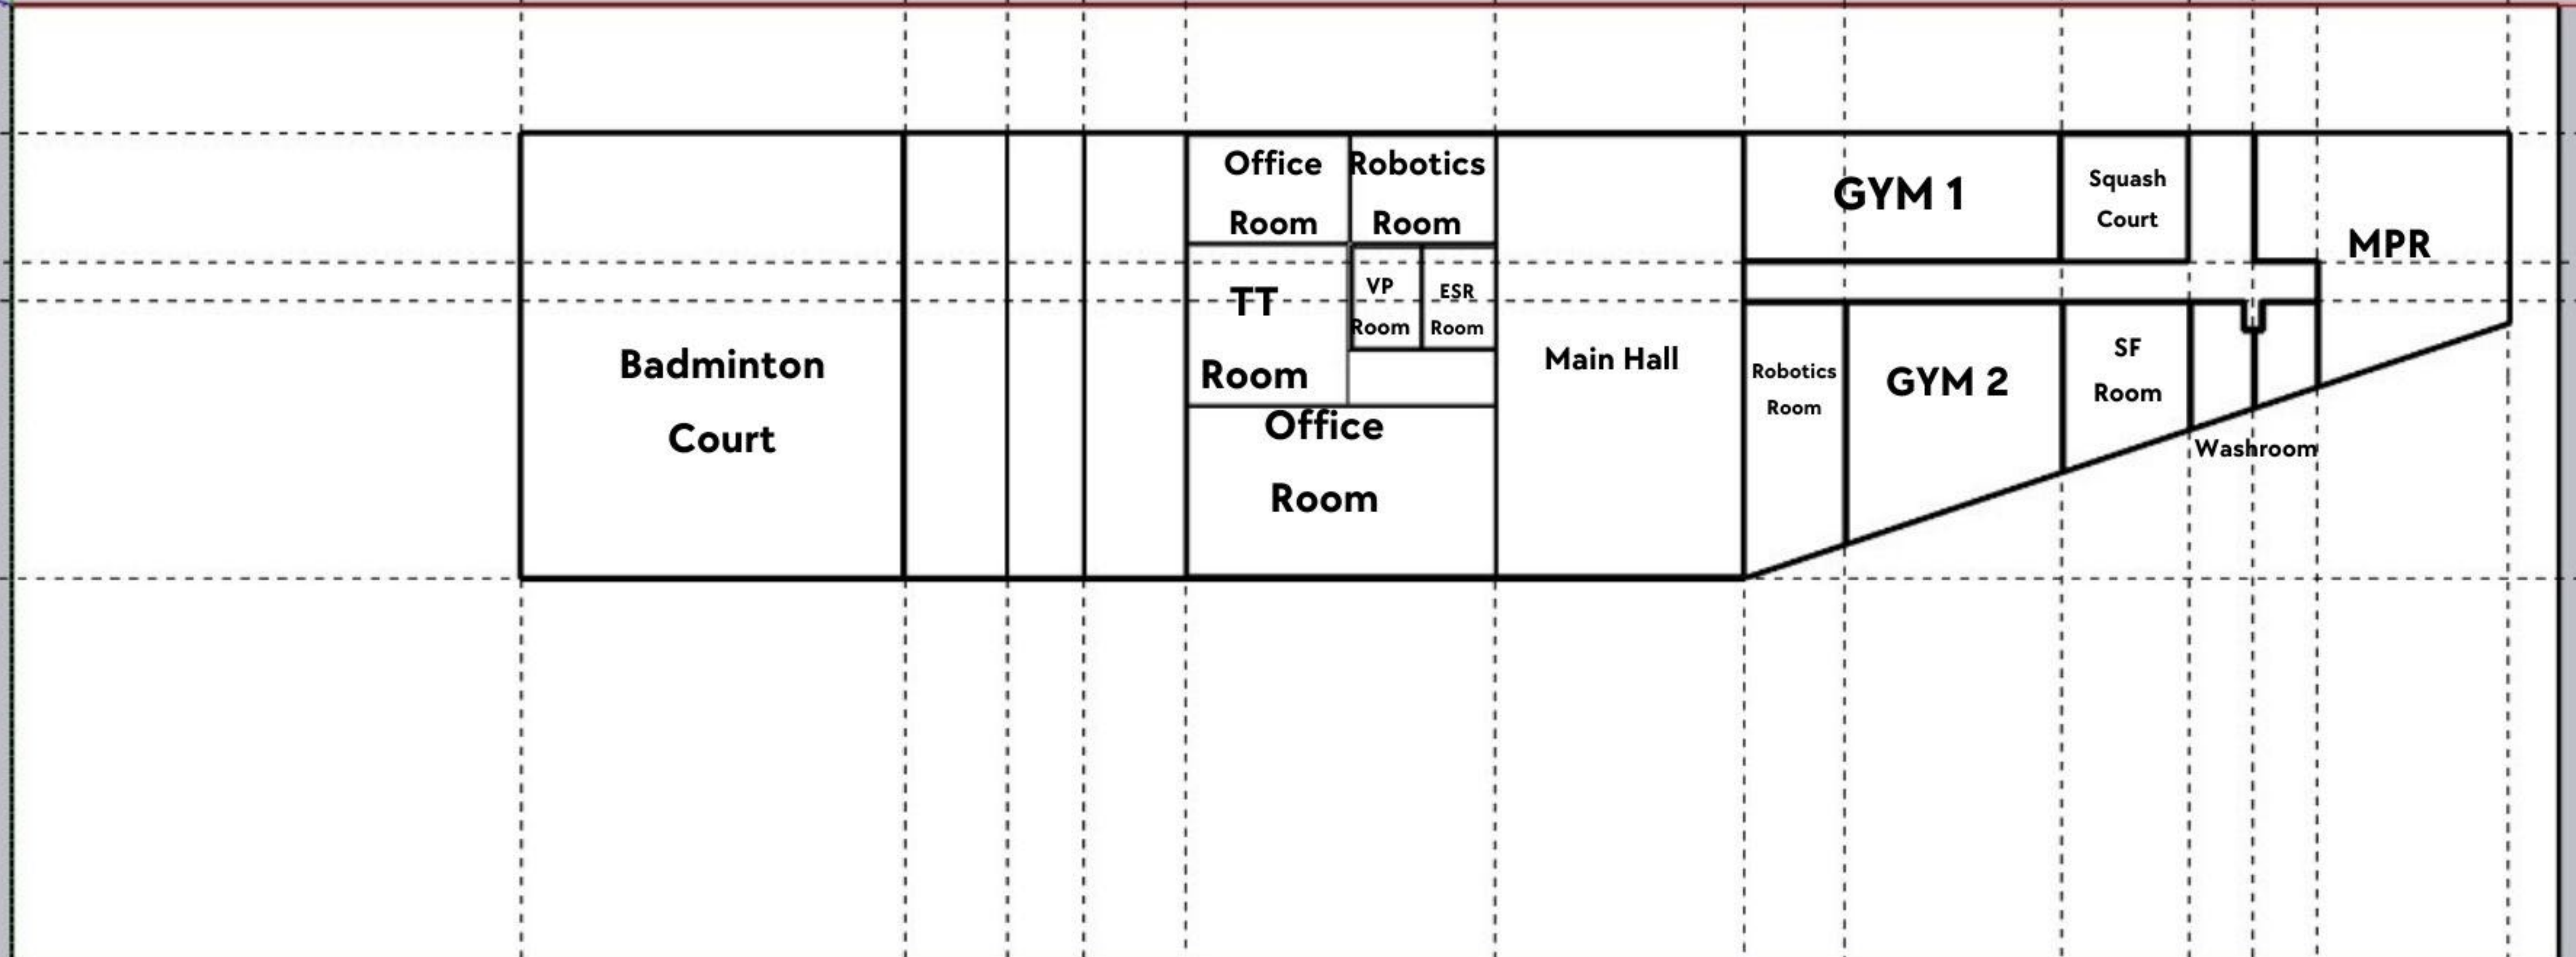 Badminton
Court
Office
Room
Robotics
Room
TT
Room
VP
Room
ESR
Room
Office
Room
Main Hall
GYM 1
Squash
Court
MPR
Robotics
Room
GYM 2
SF
Room
Washroom